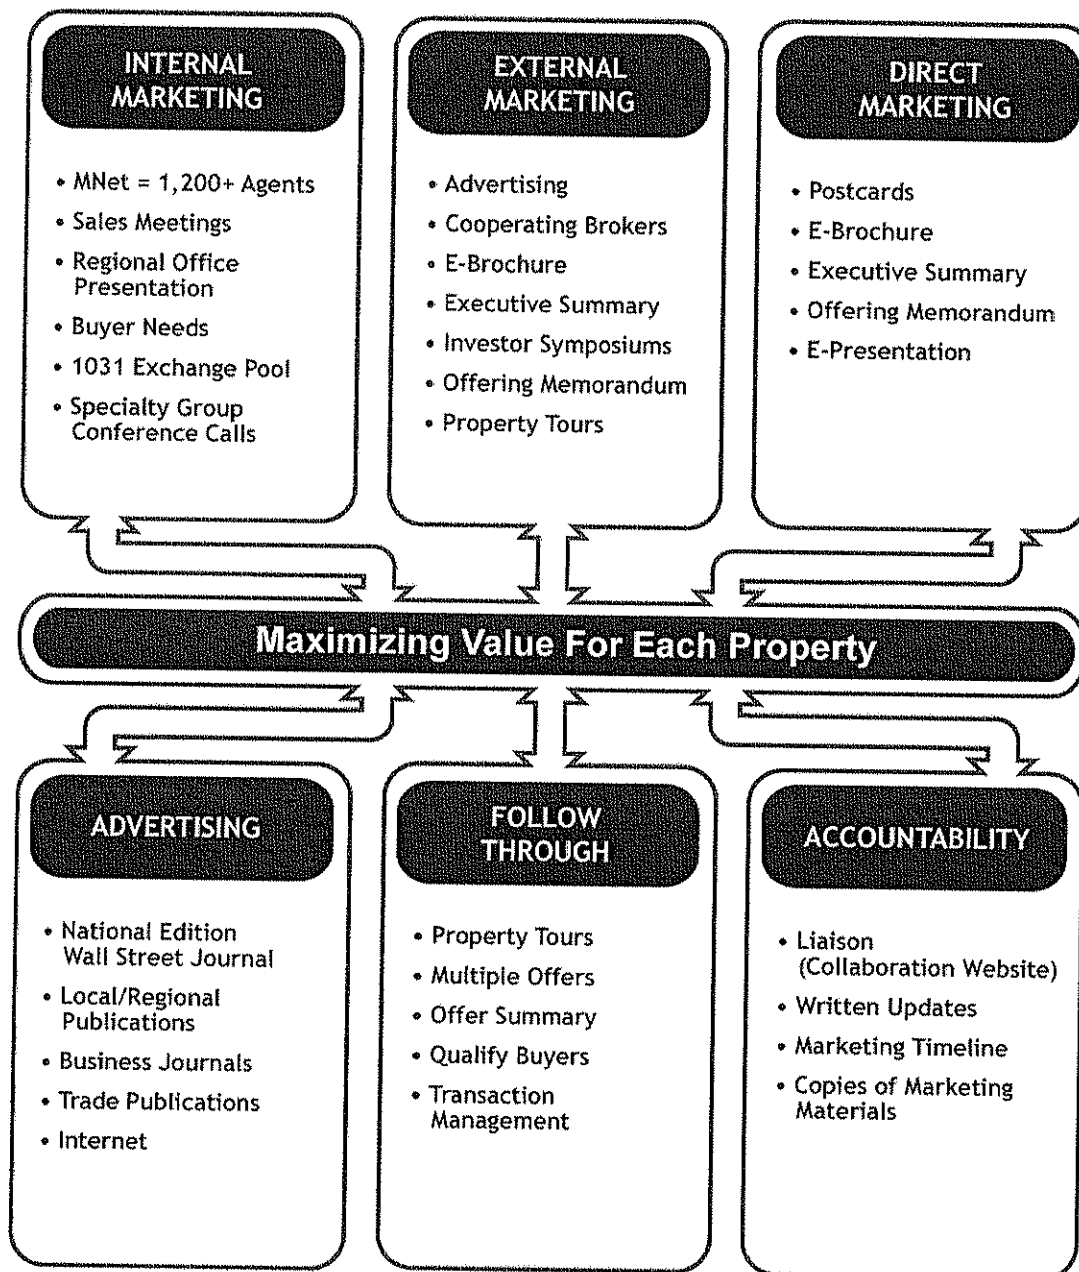 INTERNAL
MARKETING
• MNet = 1,200+ Agents
• Sales Meetings
• Regional Office
Presentation
• Buyer Needs
• 1031 Exchange Pool
• Specialty Group
Conference Calls
EXTERNAL
MARKETING
• Advertising
• Cooperating Brokers
• E-Brochure
• Executive Summary
• Investor Symposiums
• Offering Memorandum
• Property Tours
DIRECT
MARKETING
• Postcards
• E-Brochure
• Executive Summary
• Offering Memorandum
• E-Presentation
Maximizing Value For Each Property
ADVERTISING
• National Edition
Wall Street Journal
• Local/Regional
Publications
• Business Journals
• Trade Publications
• Internet
FOLLOW
THROUGH
• Property Tours
• Multiple Offers
• Offer Summary
• Qualify Buyers
• Transaction
Management
ACCOUNTABILITY
• Liaison
(Collaboration Website)
• Written Updates
• Marketing Timeline
• Copies of Marketing
Materials